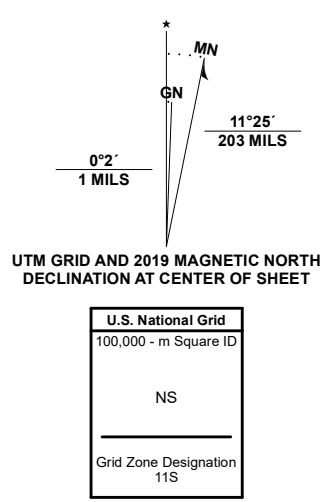 ★
MN
GN
11°25´
203 MILS
0°2´
1 MILS
UTM GRID AND 2019 MAGNETIC NORTH
DECLINATION AT CENTER OF SHEET
U.S. National Grid
100,000 - m Square ID
NS
Grid Zone Designation
11S